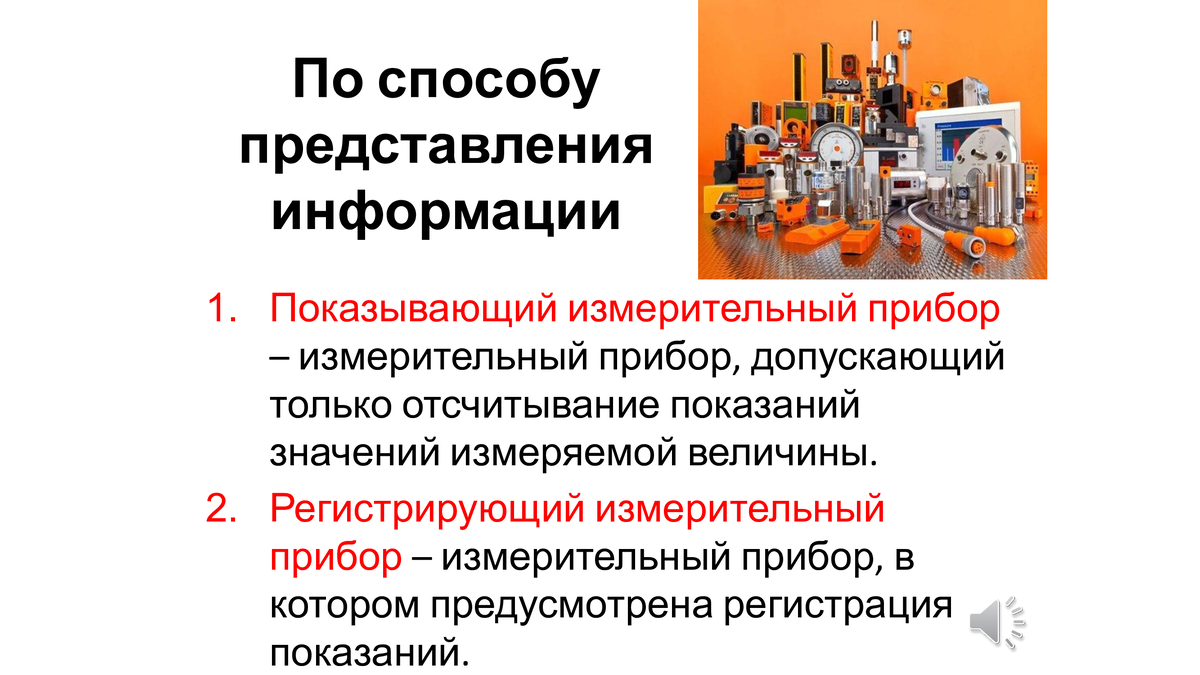 По способу
представления
информации
1. Показывающий измерительный прибор
– измерительный прибор, допускающий
только отсчитывание показаний
значений измеряемой величины.
2. Регистрирующий измерительный
прибор – измерительный прибор, в
котором предусмотрена регистрация
показаний.